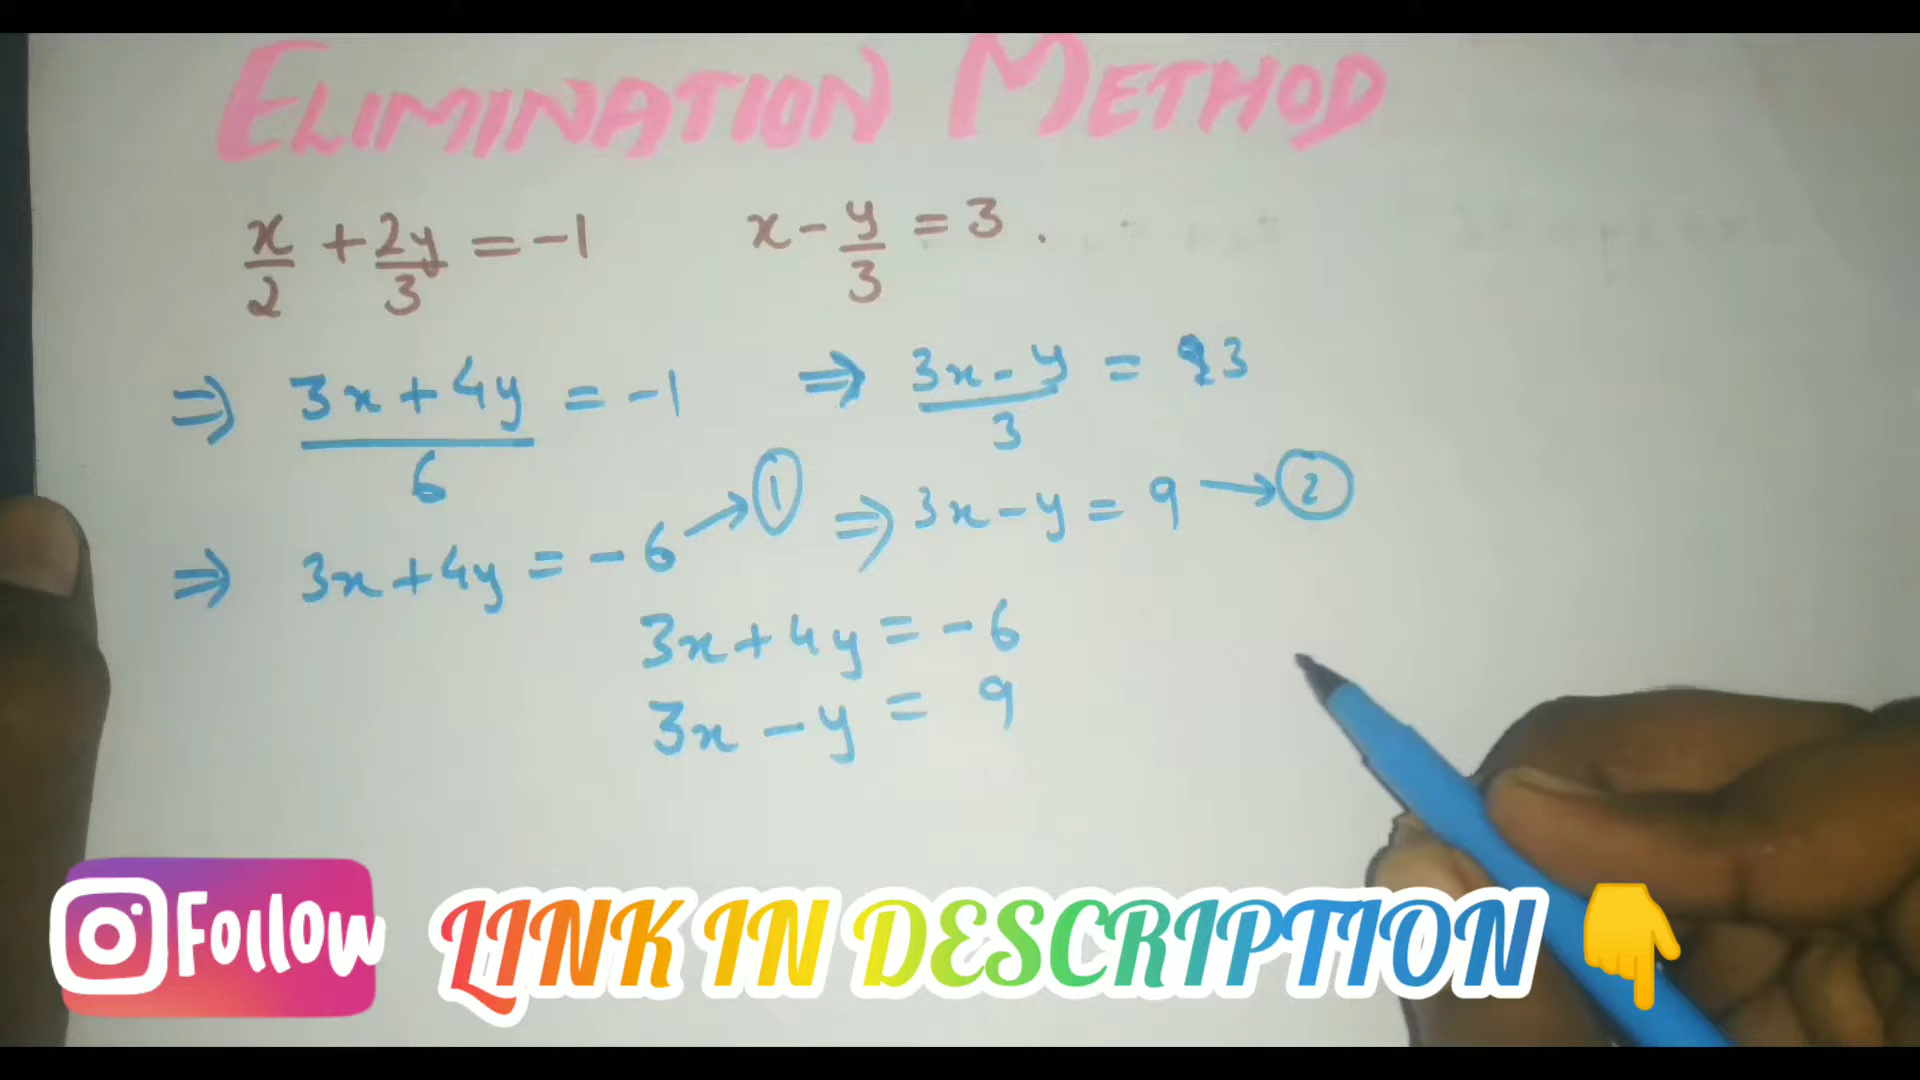 ELIMINATION METHOD
x/2 + 2y/3 = -1    x - y/3 = 3 .
⇒ (3x + 4y)/6 = -1    ⇒ (3x - y)/3 = 3
⇒ 3x + 4y = -6 → ①    ⇒ 3x - y = 9 → ②
3x + 4y = -6
3x - y = 9
Follow LINK IN DESCRIPTION